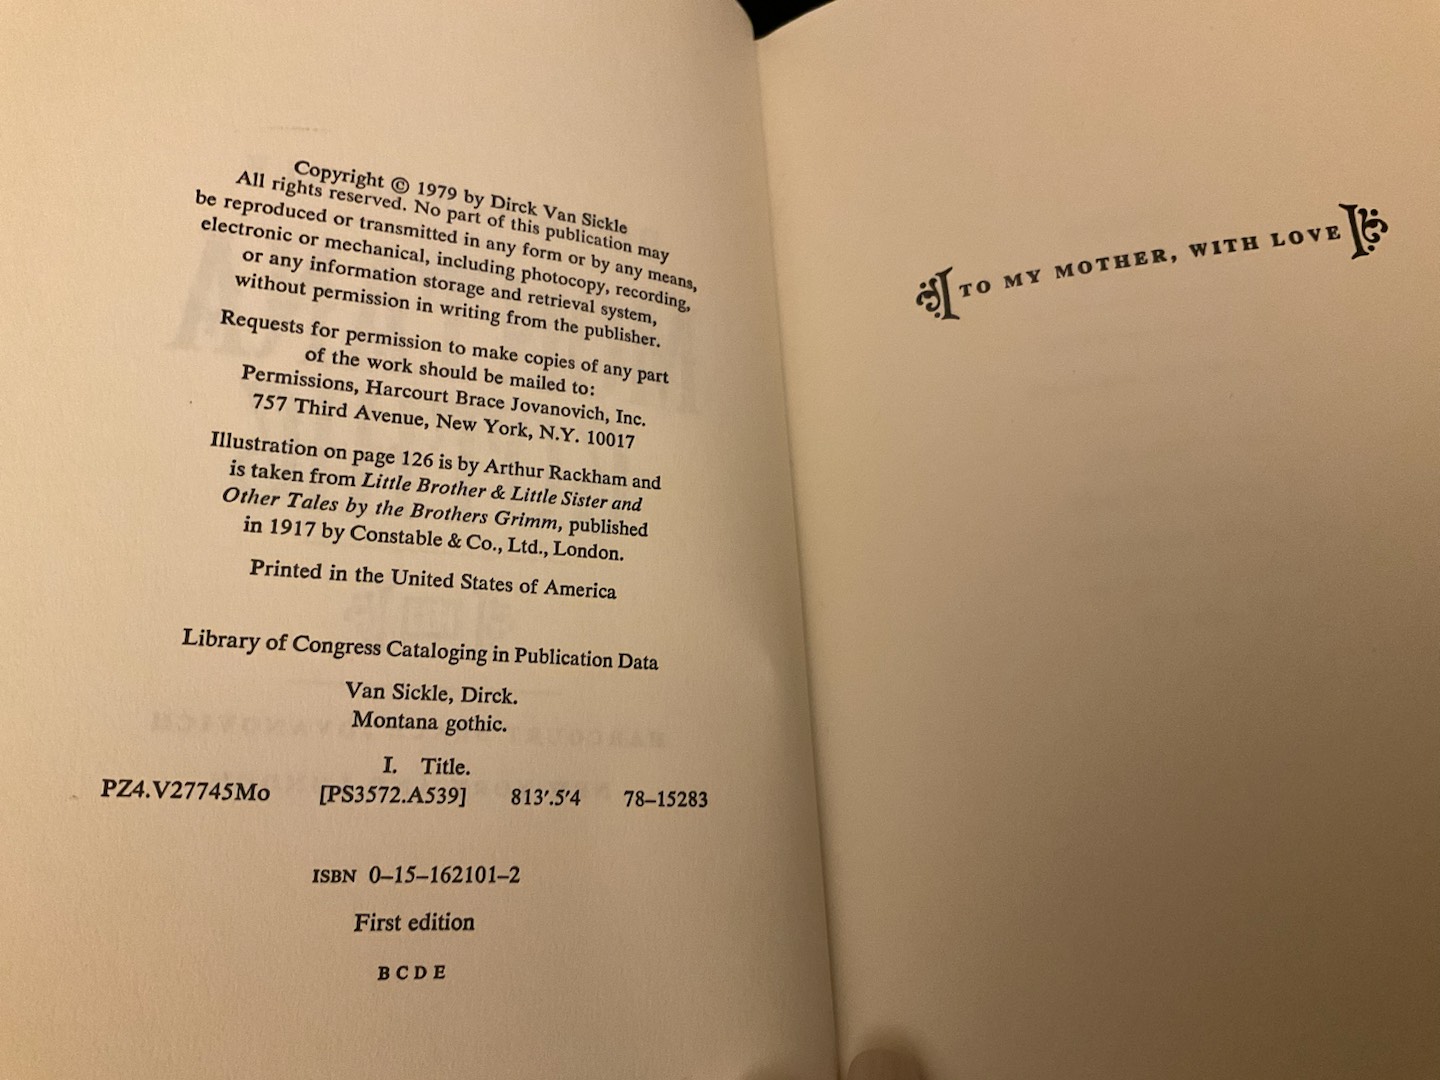 Copyright © 1979 by Dirck Van Sickle
All rights reserved. No part of this publication may
be reproduced or transmitted in any form or by any means,
electronic or mechanical, including photocopy, recording,
or any information storage and retrieval system,
without permission in writing from the publisher.
Requests for permission to make copies of any part
of the work should be mailed to:
Permissions, Harcourt Brace Jovanovich, Inc.
757 Third Avenue, New York, N.Y. 10017
Illustration on page 126 is by Arthur Rackham and
is taken from Little Brother & Little Sister and
Other Tales by the Brothers Grimm, published
in 1917 by Constable & Co., Ltd., London.
Printed in the United States of America
Library of Congress Cataloging in Publication Data
Van Sickle, Dirck.
Montana gothic.
I. Title.
PZ4.V27745Mo [PS3572.A539] 813'.5'4 78–15283
ISBN 0–15–162101–2
First edition
B C D E
TO MY MOTHER, WITH LOVE